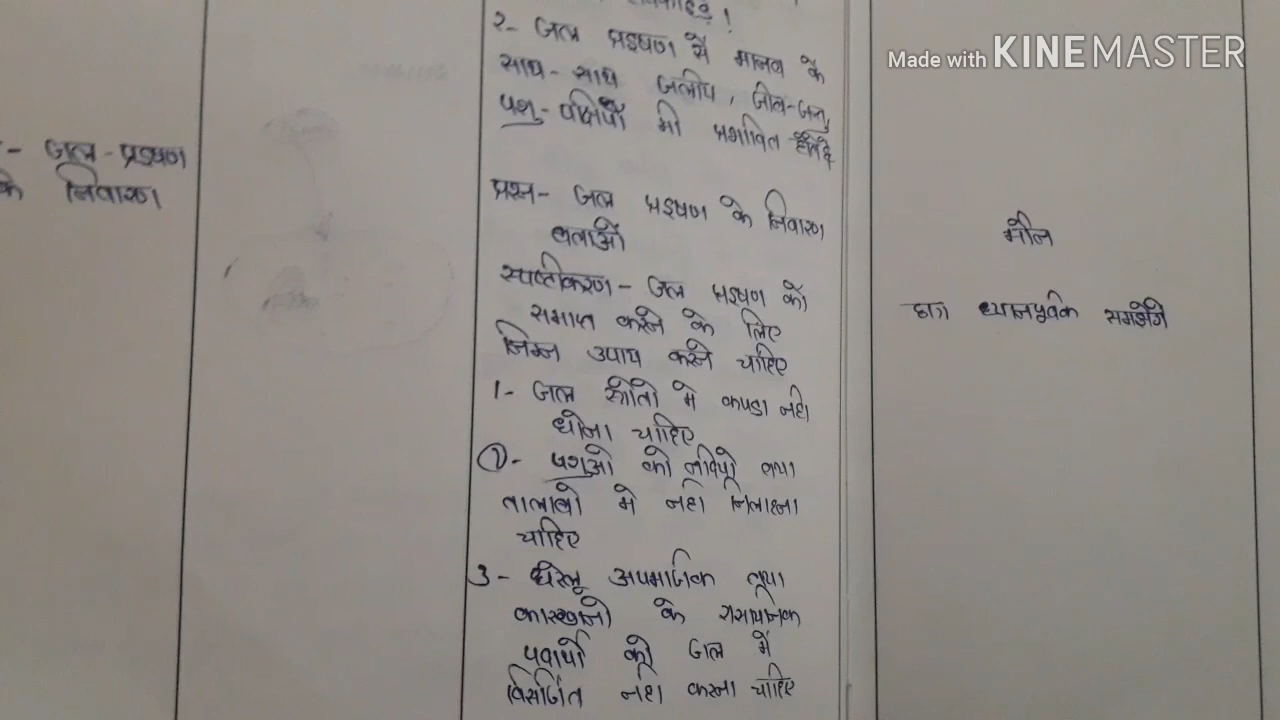 Made with KINEMASTER
- जल - प्रदूषण
के निवारण
2- जल प्रदूषण से मानव के
साथ - साथ जलीय, जीव-जन्तु
पशु - पक्षियों भी प्रभावित होते है
प्रश्न- जल प्रदूषण के निवारण
बताओ
स्पष्टीकरण - जल प्रदूषण को
समाप्त करने के लिए
निम्न उपाय करने चाहिए
1- जल स्रोतो मे कपडा नही
धोना चाहिए
2- पशुओ को नदियो तथा
तालाबो मे नही
चाहिए
3- घरेलू अपमार्जक तथा
कारखानो के रासायनिक
पदार्थो को जल में
विसर्जित नही करना चाहिए
मौन
छात्र ध्यानपूर्वक समझेंगे